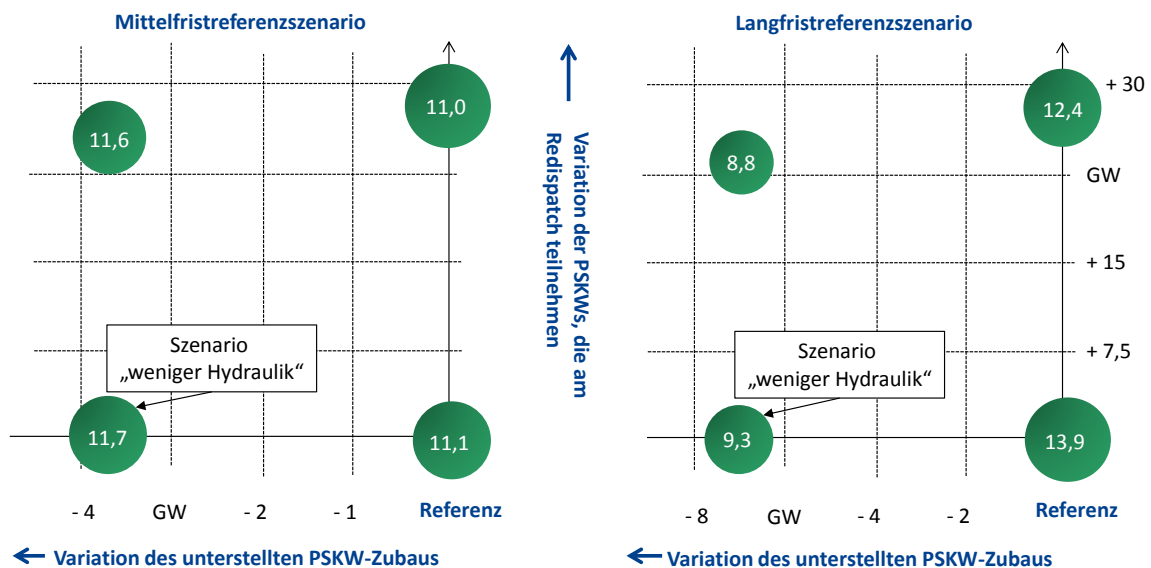 Mittelfristreferenzszenario
11,6
11,0
Szenario
„weniger Hydraulik“
11,7
11,1
- 4
GW
- 2
- 1
Referenz
Variation des unterstellten PSKW-Zubaus
Variation der PSKWs, die am
Redispatch teilnehmen
Langfristreferenzszenario
+ 30
12,4
8,8
GW
+ 15
+ 7,5
Szenario
„weniger Hydraulik“
9,3
13,9
- 8
GW
- 4
- 2
Referenz
Variation des unterstellten PSKW-Zubaus